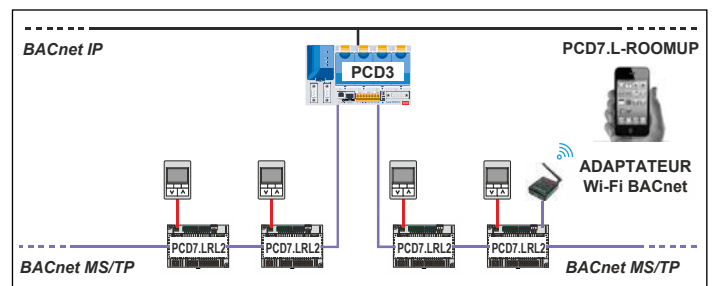 BACnet IP
PCD7.L-ROOMUP
PCD3
ADAPTATEUR
Wi-Fi BACnet
PCD7.LRL2
PCD7.LRL2
PCD7.LRL2
PCD7.LRL2
BACnet MS/TP
BACnet MS/TP